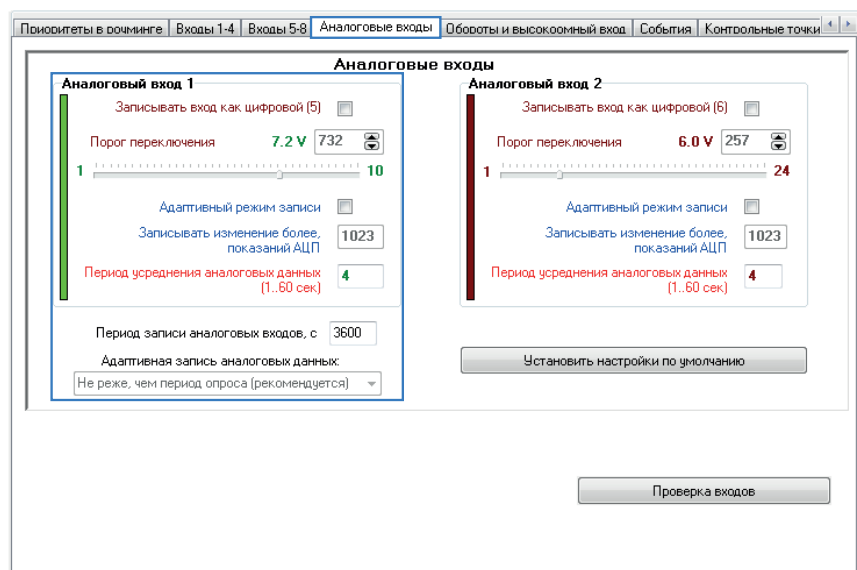 Приоритеты в роуминге Входы 1-4 Входы 5-8 Аналоговые входы Обороты и высокоомный вход События Контрольные точки
Аналоговые входы
Аналоговый вход 1
Записывать вход как цифровой (5)
Порог переключения 7.2 V 732
1 10
Адаптивный режим записи
Записывать изменение более,
показаний АЦП
1023
Период усреднения аналоговых данных
(1..60 сек)
4
Период записи аналоговых входов, с 3600
Адаптивная запись аналоговых данных:
Не реже, чем период опроса (рекомендуется)
Аналоговый вход 2
Записывать вход как цифровой (6)
Порог переключения 6.0 V 257
1 24
Адаптивный режим записи
Записывать изменение более,
показаний АЦП
1023
Период усреднения аналоговых данных
(1..60 сек)
4
Установить настройки по умолчанию
Проверка входов